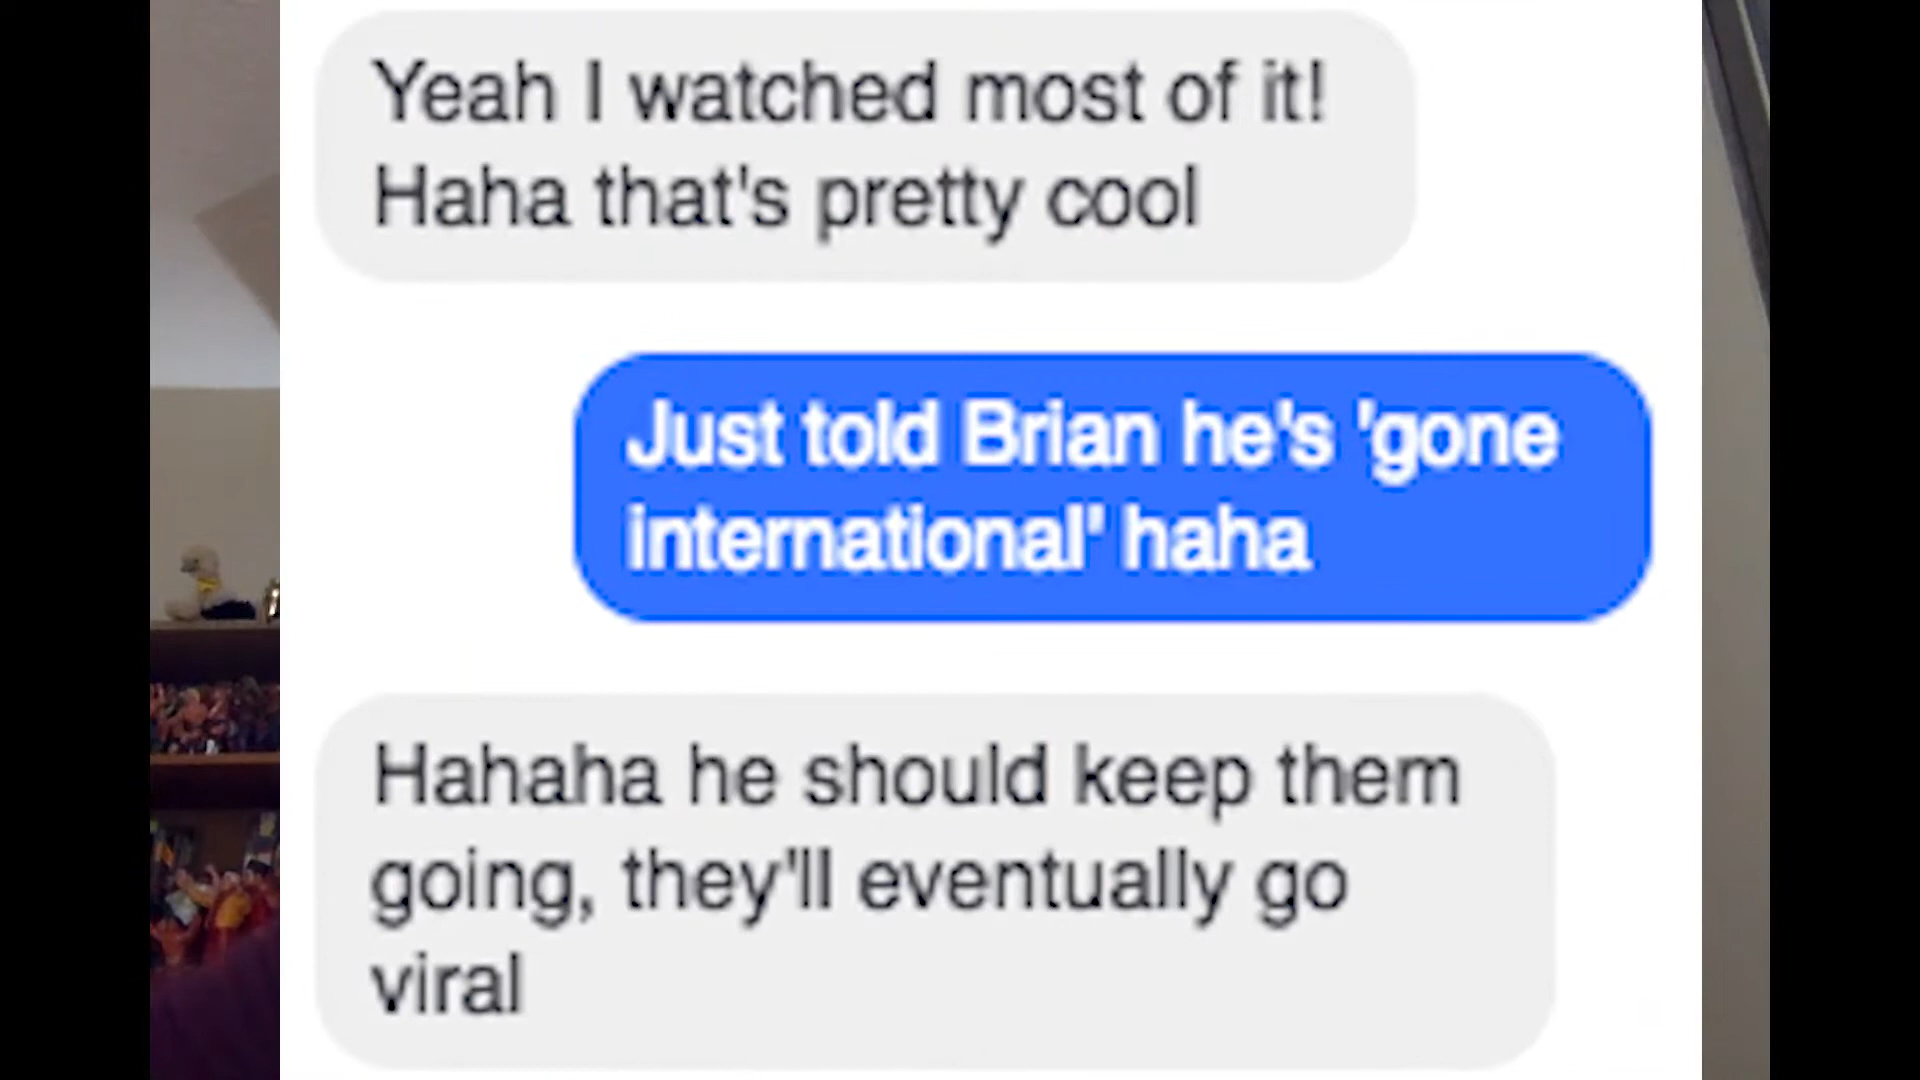 Yeah I watched most of it!
Haha that's pretty cool
Just told Brian he's 'gone
international' haha
Hahaha he should keep them
going, they'll eventually go
viral